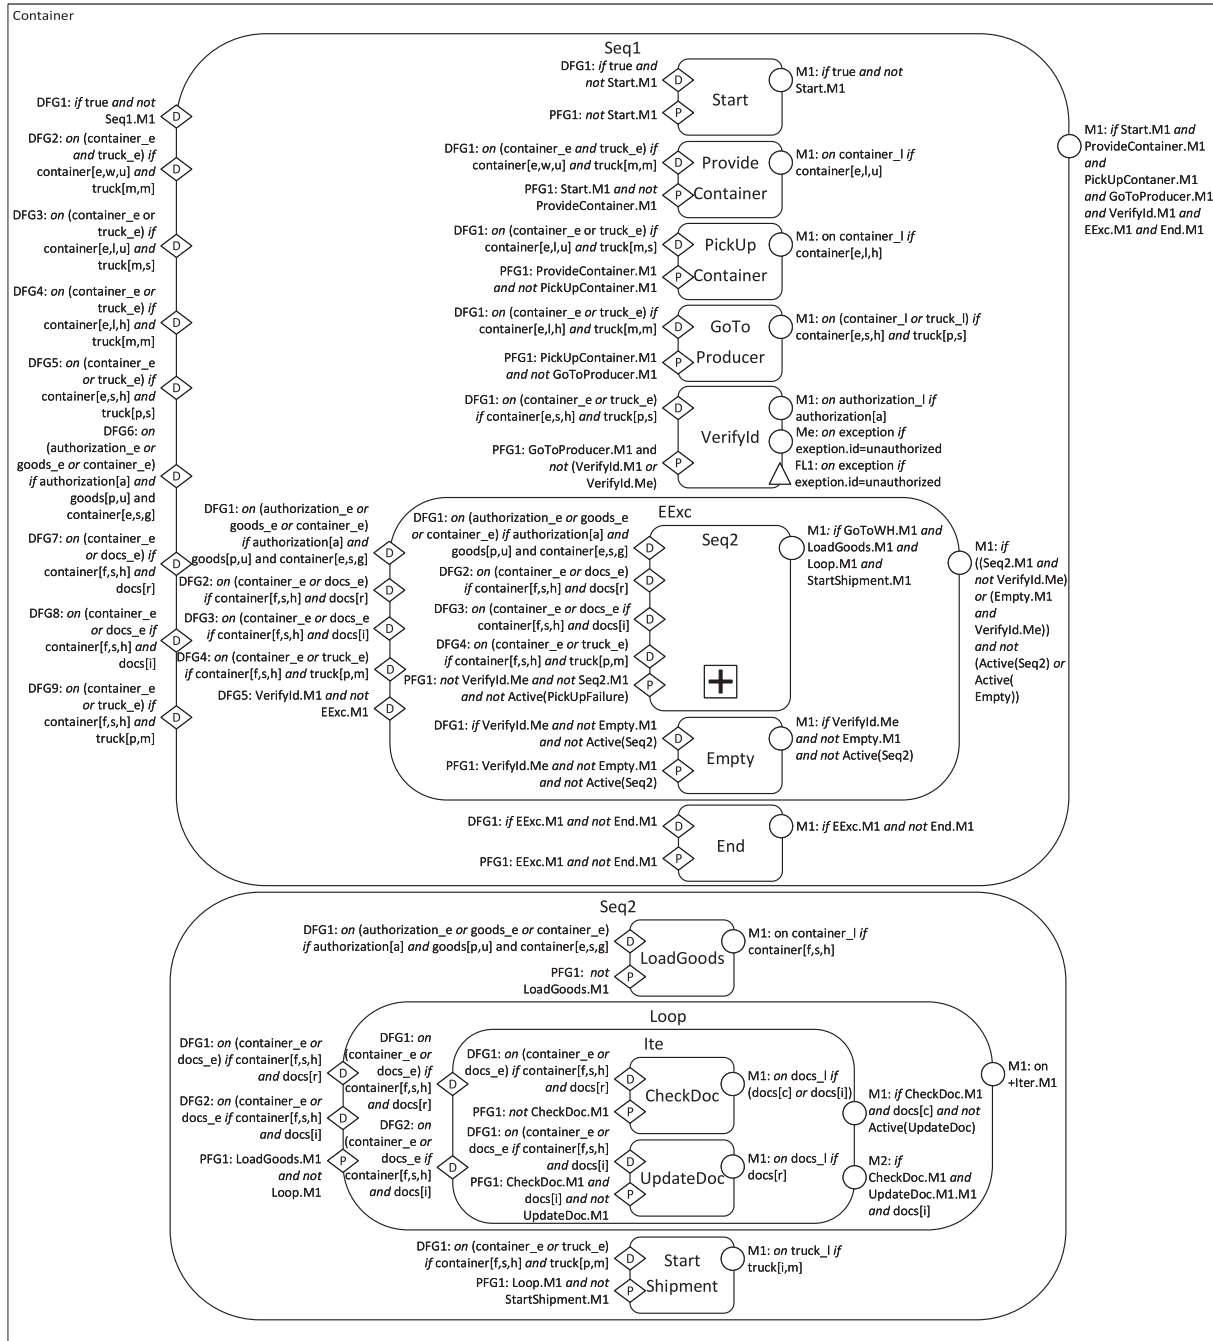 Container
Seq1
DFG1: if true and not
Seq1.M1
DFG2: on (container_e
and truck_e) if
container[e,w,u] and
truck[m,m]
DFG3: on (container_e or
truck_e) if
container[e,l,u] and
truck[m,s]
DFG4: on (container_e or
truck_e) if
container[e,l,h] and
truck[m,m]
DFG5: on (container_e
or truck_e) if
container[e,s,h] and
truck[p,s]
DFG6: on
(authorization_e or
goods_e or container_e)
if authorization[a] and
goods[p,u] and
container[e,s,g]
DFG7: on (container_e
or docs_e) if
container[f,s,h] and
docs[r]
DFG8: on (container_e
or docs_e if
container[f,s,h] and
docs[i]
DFG9: on (container_e
or truck_e) if
container[f,s,h] and
truck[p,m]
D
D
D
D
D
D
D
D
D
M1: if Start.M1 and
ProvideContainer.M1
and
PickUpContaner.M1
and GoToProducer.M1
and VerifyId.M1 and
EExc.M1 and End.M1
DFG1: if true and
not Start.M1
PFG1: not Start.M1
D
P
Start
M1: if true and not
Start.M1
DFG1: on (container_e and truck_e) if
container[e,w,u] and truck[m,m]
PFG1: Start.M1 and not
ProvideContainer.M1
D
P
Provide
Container
M1: on container_l if
container[e,l,u]
DFG1: on (container_e or truck_e) if
container[e,l,u] and truck[m,s]
PFG1: ProvideContainer.M1
and not PickUpContainer.M1
D
P
PickUp
Container
M1: on container_l if
container[e,l,h]
DFG1: on (container_e or truck_e) if
container[e,l,h] and truck[m,m]
PFG1: PickUpContainer.M1
and not GoToProducer.M1
D
P
GoTo
Producer
M1: on (container_l or truck_l) if
container[e,s,h] and truck[p,s]
DFG1: on (container_e or truck_e)
if container[e,s,h] and truck[p,s]
PFG1: GoToProducer.M1 and
not (VerifyId.M1 or
VerifyId.Me)
D
P
VerifyId
M1: on authorization_l if
authorization[a]
Me: on exception if
exeption.id=unauthorized
FL1: on exception if
exeption.id=unauthorized
EExc
DFG1: on (authorization_e or
goods_e or container_e)
if authorization[a] and
goods[p,u] and container[e,s,g]
DFG2: on (container_e or docs_e)
if container[f,s,h] and docs[r]
DFG3: on (container_e or docs_e
if container[f,s,h] and docs[i]
DFG4: on (container_e or truck_e)
if container[f,s,h] and truck[p,m]
DFG5: VerifyId.M1 and not
EExc.M1
D
D
D
D
D
DFG1: on (authorization_e or goods_e
or container_e) if authorization[a] and
goods[p,u] and container[e,s,g]
DFG2: on (container_e or docs_e)
if container[f,s,h] and docs[r]
DFG3: on (container_e or docs_e if
container[f,s,h] and docs[i]
DFG4: on (container_e or truck_e)
if container[f,s,h] and truck[p,m]
PFG1: not VerifyId.Me and not Seq2.M1
and not Active(PickUpFailure)
D
D
D
D
P
Seq2
M1: if GoToWH.M1 and
LoadGoods.M1 and
Loop.M1 and
StartShipment.M1
M1: if
((Seq2.M1 and
not VerifyId.Me)
or (Empty.M1
and
VerifyId.Me))
and not
(Active(Seq2) or
Active(
Empty))
DFG1: if VerifyId.Me and not Empty.M1
and not Active(Seq2)
PFG1: VerifyId.Me and not Empty.M1
and not Active(Seq2)
D
P
Empty
M1: if VerifyId.Me
and not Empty.M1
and not Active(Seq2)
DFG1: if EExc.M1 and not End.M1
PFG1: EExc.M1 and not End.M1
D
P
End
M1: if EExc.M1 and not End.M1
Seq2
DFG1: on (authorization_e or goods_e or container_e)
if authorization[a] and goods[p,u] and container[e,s,g]
PFG1: not
LoadGoods.M1
D
P
LoadGoods
M1: on container_l if
container[f,s,h]
Loop
DFG1: on (container_e or
docs_e) if container[f,s,h]
and docs[r]
DFG2: on (container_e or
docs_e if container[f,s,h]
and docs[i]
PFG1: LoadGoods.M1
and not
Loop.M1
D
D
P
M1: on
+Iter.M1
Ite
DFG1: on
(container_e or
docs_e) if
container[f,s,h]
and docs[r]
DFG2: on
(container_e or
docs_e if
container[f,s,h]
and docs[i]
D
D
DFG1: on (container_e or
docs_e) if container[f,s,h]
and docs[r]
PFG1: not CheckDoc.M1
D
P
CheckDoc
M1: on docs_l if
(docs[c] or docs[i])
DFG1: on (container_e or
docs_e if container[f,s,h]
and docs[i]
PFG1: CheckDoc.M1 and
docs[i] and not
UpdateDoc.M1
D
P
UpdateDoc
M1: on docs_l if
docs[r]
M1: if CheckDoc.M1
and docs[c] and not
Active(UpdateDoc)
M2: if
CheckDoc.M1 and
UpdateDoc.M1.M1
and docs[i]
DFG1: on (container_e or truck_e)
if container[f,s,h] and truck[p,m]
PFG1: Loop.M1 and not
StartShipment.M1
D
P
Start
Shipment
M1: on truck_l if
truck[i,m]